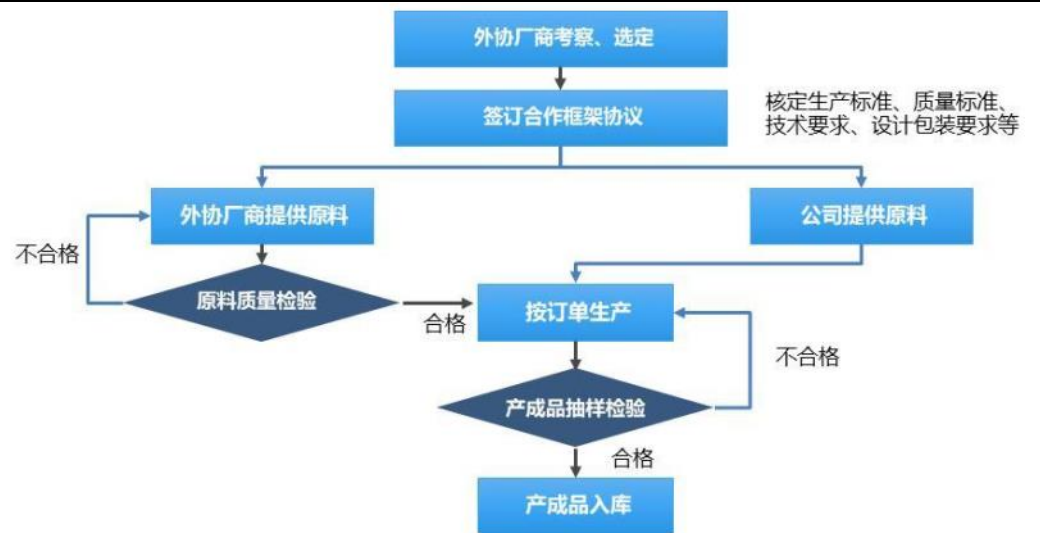 外协厂商考察、选定
签订合作框架协议
核定生产标准、质量标准、
技术要求、设计包装要求等
外协厂商提供原料
公司提供原料
不合格
原料质量检验
合格
按订单生产
不合格
产成品抽样检验
合格
产成品入库